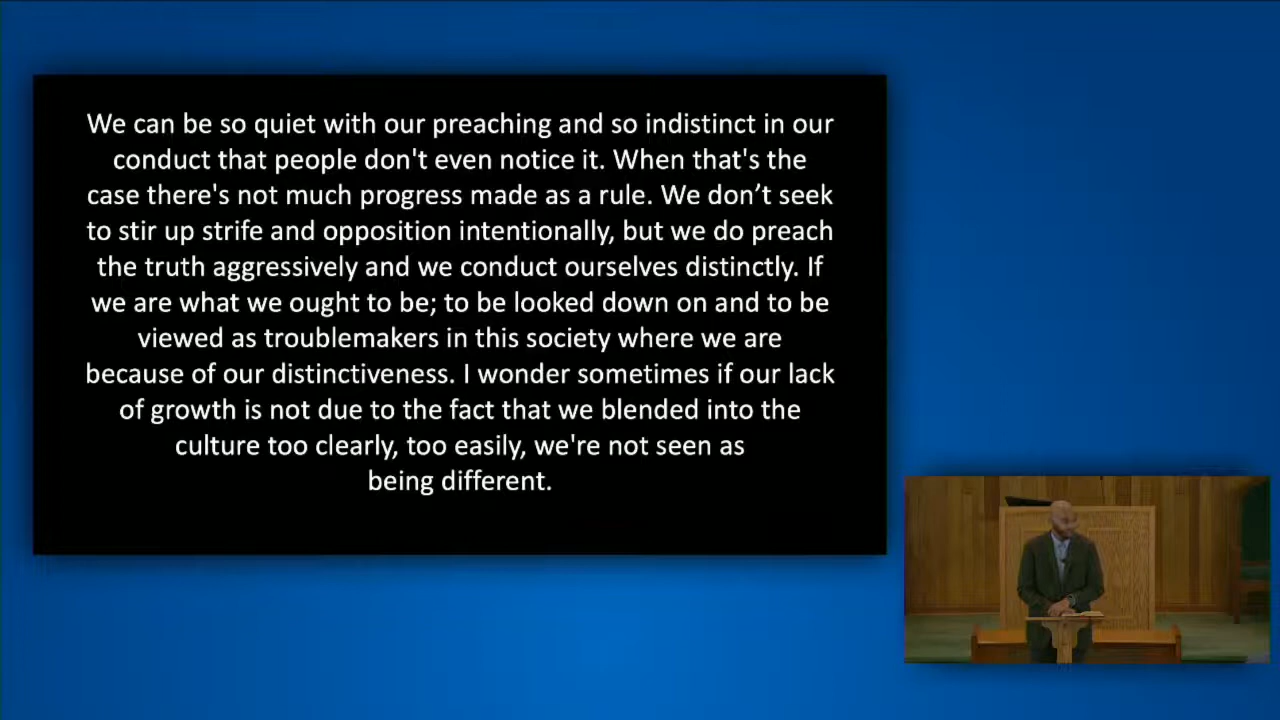 We can be so quiet with our preaching and so indistinct in our
conduct that people don't even notice it. When that's the
case there's not much progress made as a rule. We don’t seek
to stir up strife and opposition intentionally, but we do preach
the truth aggressively and we conduct ourselves distinctly. If
we are what we ought to be; to be looked down on and to be
viewed as troublemakers in this society where we are
because of our distinctiveness. I wonder sometimes if our lack
of growth is not due to the fact that we blended into the
culture too clearly, too easily, we're not seen as
being different.